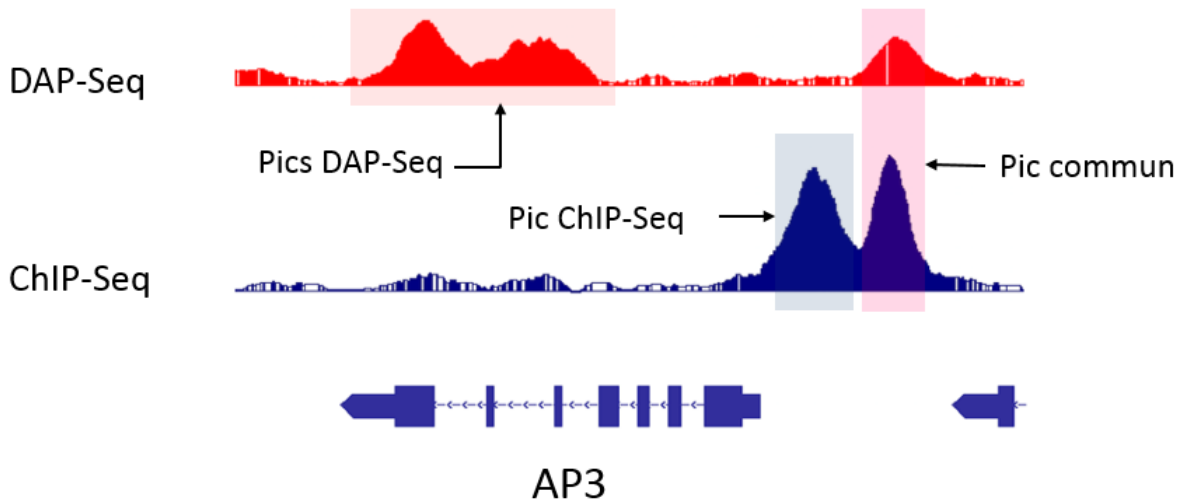 DAP-Seq
Pics DAP-Seq
Pic commun
Pic ChIP-Seq
ChIP-Seq
AP3